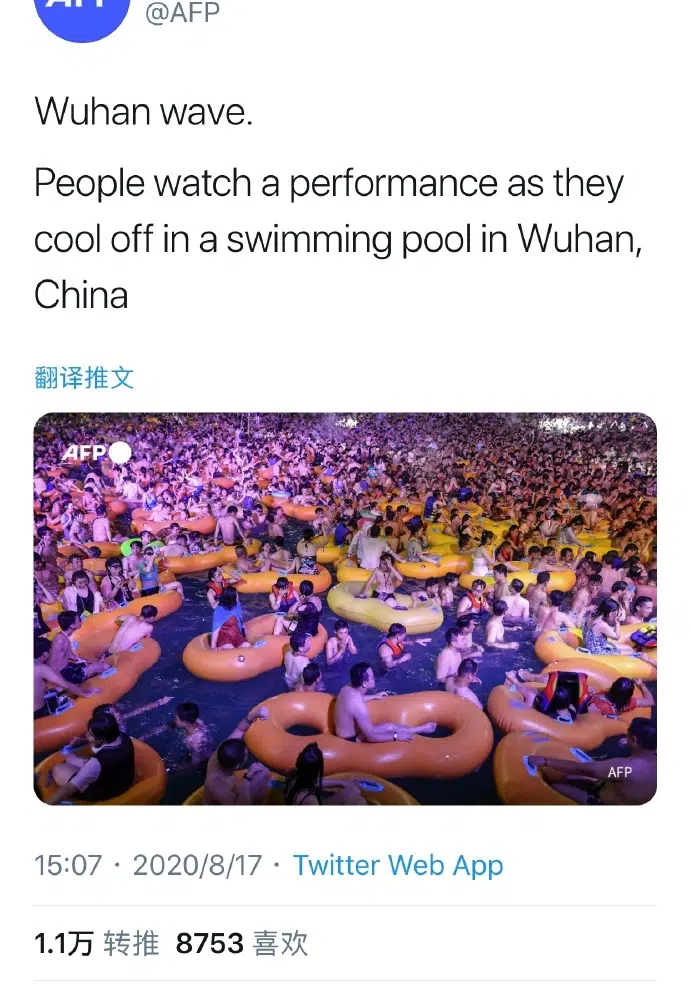 AFP
@AFP
Wuhan wave.
People watch a performance as they
cool off in a swimming pool in Wuhan,
China
翻译推文
AFP
AFP
15:07 · 2020/8/17 · Twitter Web App
1.1万 转推 8753 喜欢